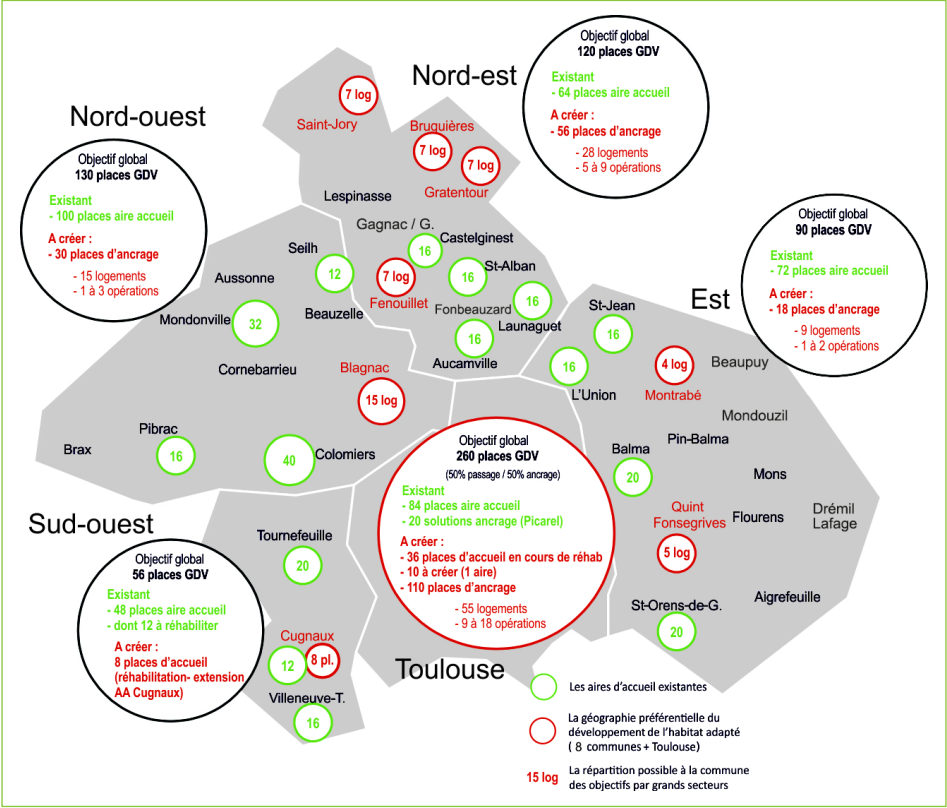 Nord-est
Objectif global
120 places GDV
Existant
- 64 places aire accueil
A créer :
- 56 places d'ancrage
- 28 logements
- 5 à 9 opérations
Nord-ouest
Objectif global
130 places GDV
Existant
- 100 places aire accueil
A créer :
- 30 places d'ancrage
- 15 logements
- 1 à 3 opérations
Est
Objectif global
90 places GDV
Existant
- 72 places aire accueil
A créer :
- 18 places d'ancrage
- 9 logements
- 1 à 2 opérations
7 log
Saint-Jory
Bruguières
7 log
7 log
Gratentour
Lespinasse
Gagnac / G.
16
Castelginest
7 log
Fenouillet
16
St-Alban
Fonbeauzard
16
Launaguet
16
Aucamville
Seilh
12
Aussonne
Beauzelle
Mondonville
32
Cornebarrieu
Blagnac
15 log
Pibrac
16
Brax
40
Colomiers
St-Jean
16
16
L'Union
4 log
Montrabé
Beaupuy
Mondouzil
Pin-Balma
Balma
20
Mons
Quint
Fonsegrives
5 log
Flourens
Drémil
Lafage
Aigrefeuille
St-Orens-de-G.
20
Objectif global
260 places GDV
(50% passage / 50% ancrage)
Existant
- 84 places aire accueil
- 20 solutions ancrage (Picarel)
A créer :
- 36 places d'accueil en cours de réhab
- 10 à créer (1 aire)
- 110 places d'ancrage
- 55 logements
- 9 à 18 opérations
Toulouse
Sud-ouest
Objectif global
56 places GDV
Existant
- 48 places aire accueil
- dont 12 à réhabiliter
A créer :
8 places d'accueil
(réhabilitation- extension
AA Cugnaux)
Tournefeuille
20
Cugnaux
12
8 pl.
Villeneuve-T.
16
Les aires d'accueil existantes
La géographie préférentielle du
développement de l'habitat adapté
( 8 communes + Toulouse)
15 log
La répartition possible à la commune
des objectifs par grands secteurs